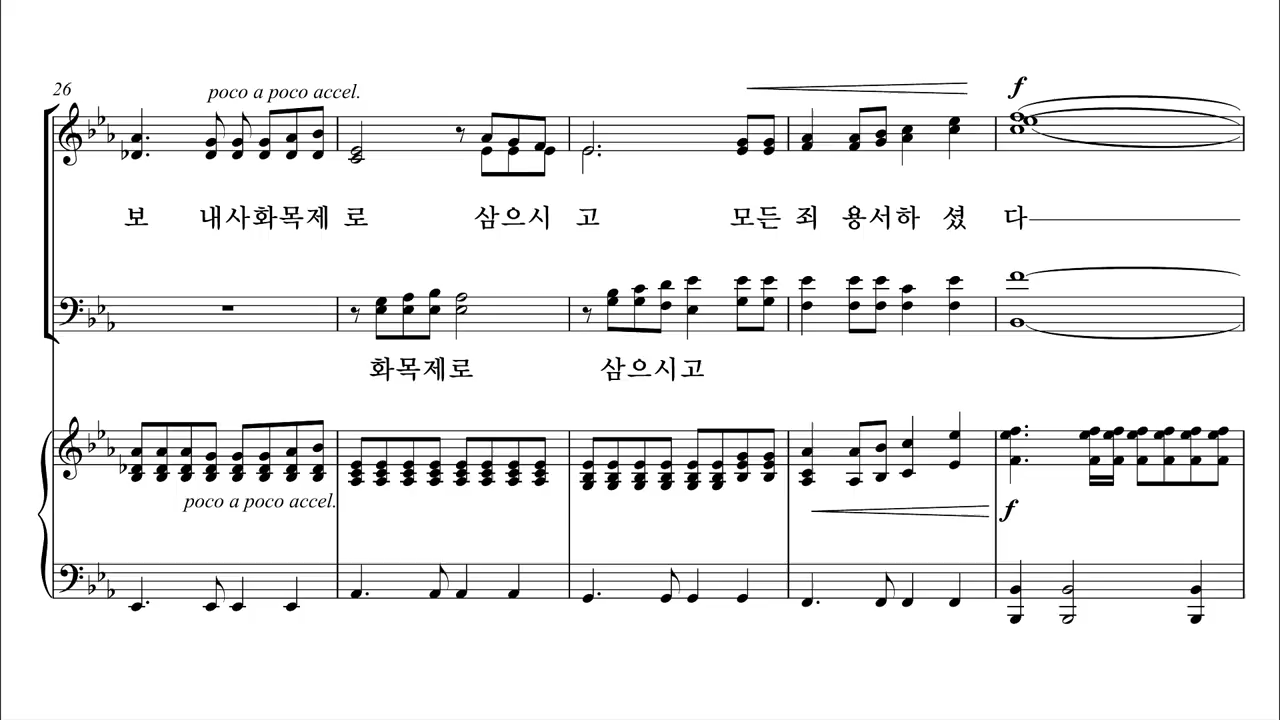 26
poco a poco accel.
f
보 내사화목제 로 삼으시 고 모든 죄 용서하 셨 다
화목제로 삼으시고
poco a poco accel.
f